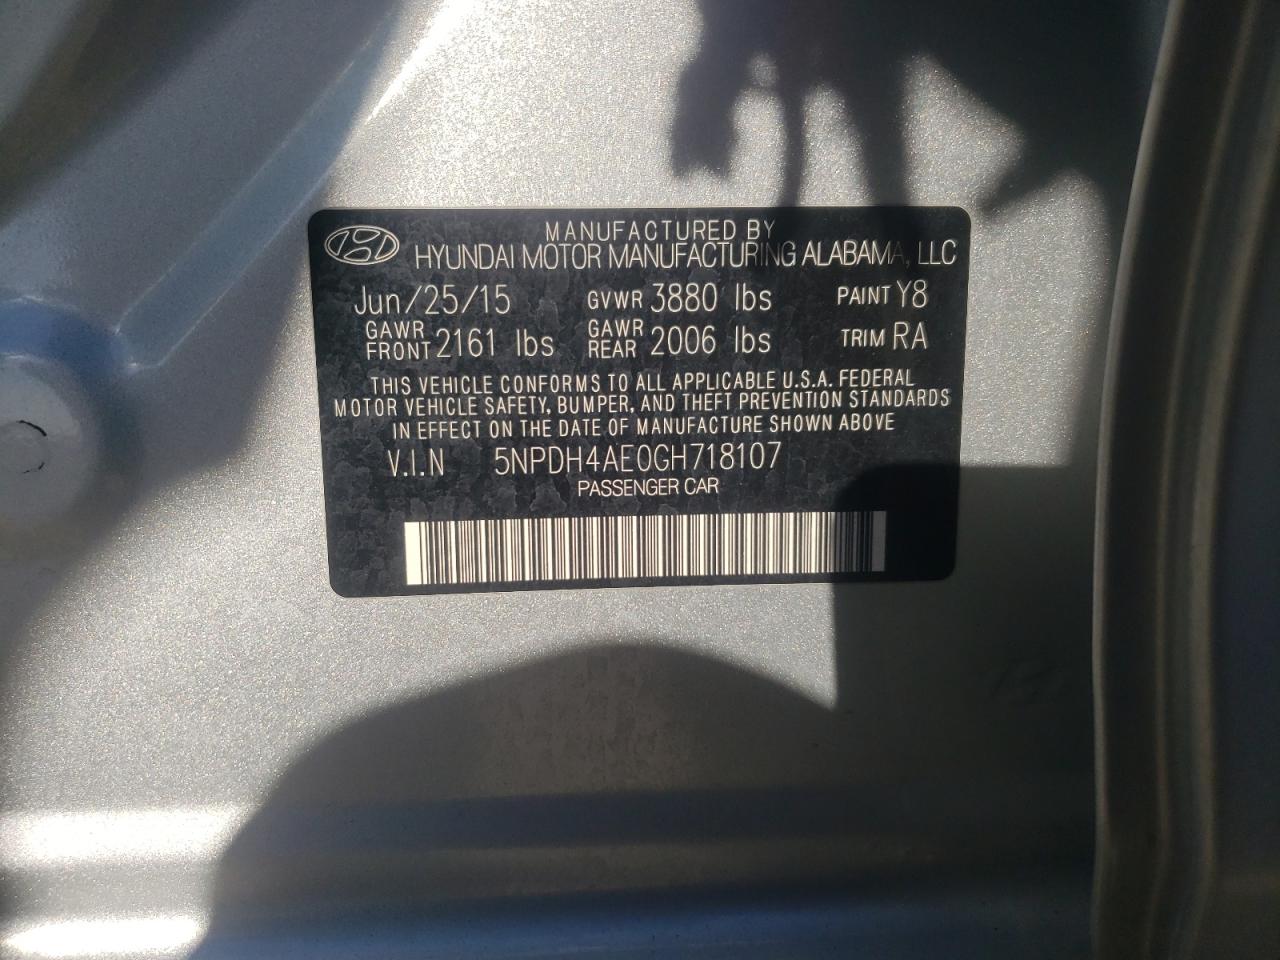 MANUFACTURED BY
HYUNDAI MOTOR MANUFACTURING ALABAMA, LLC
Jun/25/15 GVWR 3880 lbs PAINT Y8
GAWR FRONT 2161 lbs GAWR REAR 2006 lbs TRIM RA
THIS VEHICLE CONFORMS TO ALL APPLICABLE U.S.A. FEDERAL
MOTOR VEHICLE SAFETY, BUMPER, AND THEFT PREVENTION STANDARDS
IN EFFECT ON THE DATE OF MANUFACTURE SHOWN ABOVE
V.I.N 5NPDH4AE0GH718107
PASSENGER CAR